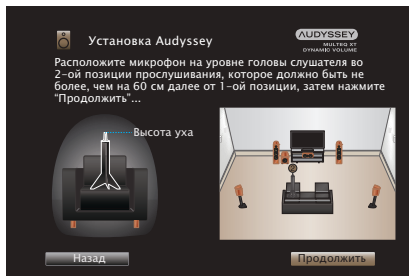 Установка Audyssey
AUDYSSEY
MULTEQ XT
DYNAMIC VOLUME
Расположите микрофон на уровне головы слушателя во
2-ой позиции прослушивания, которое должно быть не
более, чем на 60 см далее от 1-ой позиции, затем нажмите
"Продолжить"...
Высота уха
Назад
Продолжить